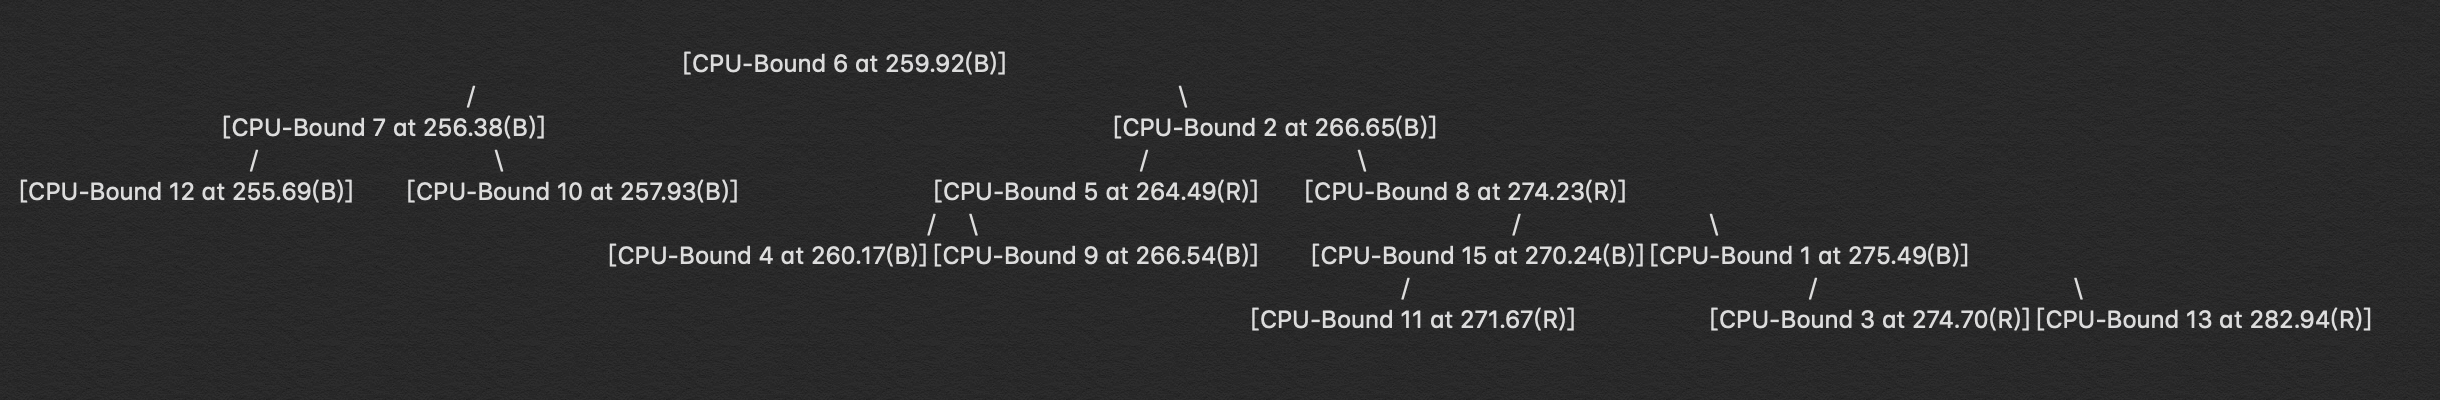 [CPU-Bound 6 at 259.92(B)]
/ \
[CPU-Bound 7 at 256.38(B)] [CPU-Bound 2 at 266.65(B)]
/ \ / \
[CPU-Bound 12 at 255.69(B)] [CPU-Bound 10 at 257.93(B)] [CPU-Bound 5 at 264.49(R)] [CPU-Bound 8 at 274.23(R)]
/ \ / \
[CPU-Bound 4 at 260.17(B)] [CPU-Bound 9 at 266.54(B)] [CPU-Bound 15 at 270.24(B)] [CPU-Bound 1 at 275.49(B)]
/ / \
[CPU-Bound 11 at 271.67(R)] [CPU-Bound 3 at 274.70(R)] [CPU-Bound 13 at 282.94(R)]